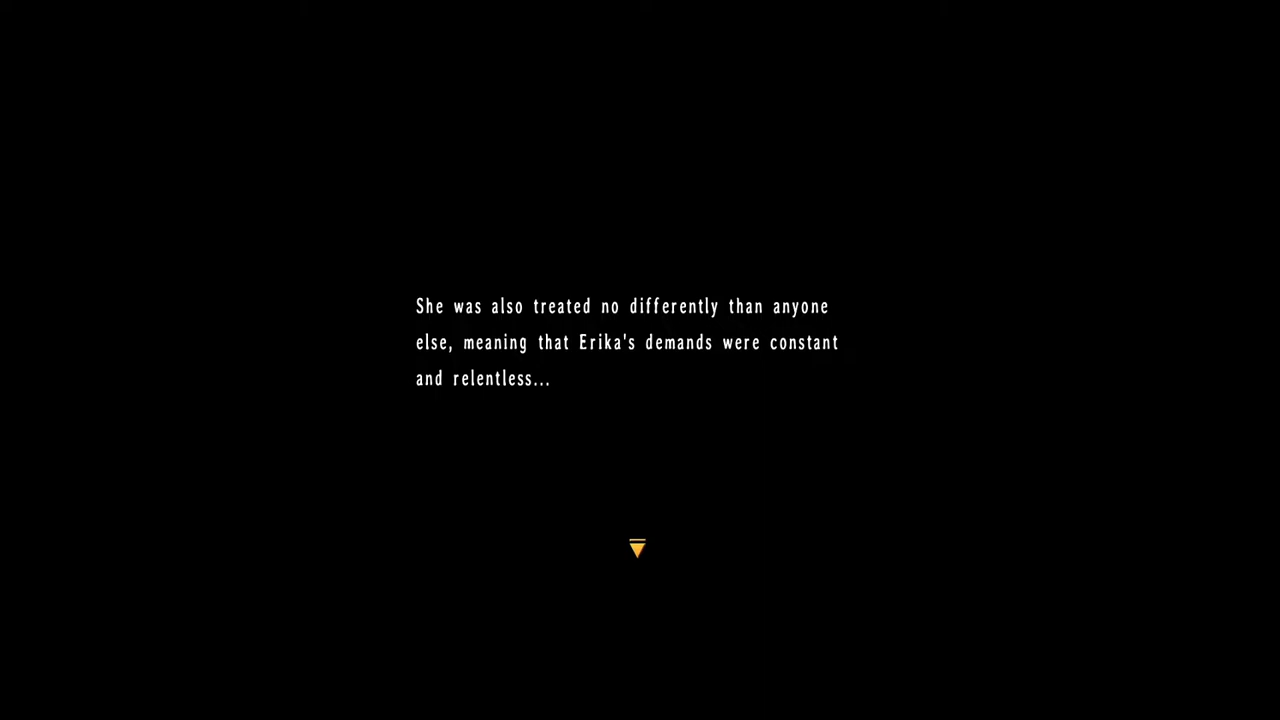 She was also treated no differently than anyone
else, meaning that Erika's demands were constant
and relentless...